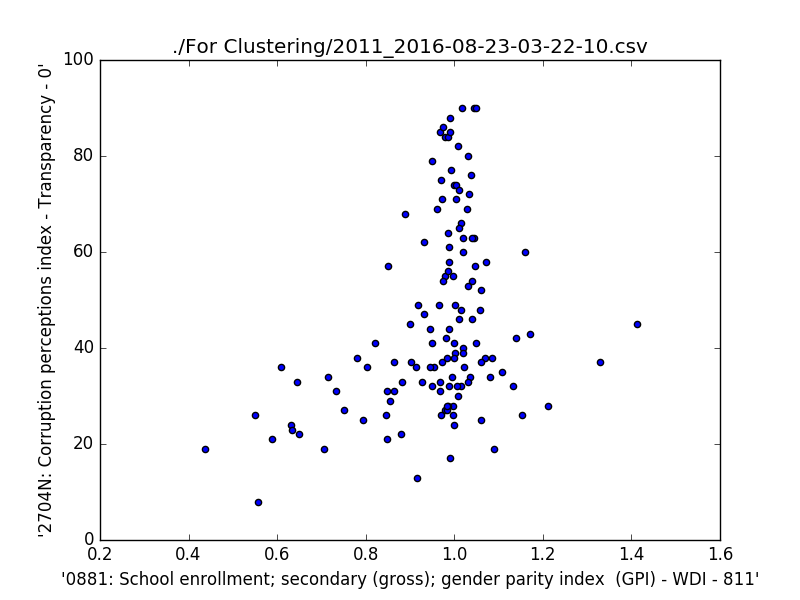 ./For Clustering/2011_2016-08-23-03-22-10.csv
'2704N: Corruption perceptions index - Transparency - 0'
100
80
60
40
20
0
0.2 0.4 0.6 0.8 1.0 1.2 1.4 1.6
'0881: School enrollment; secondary (gross); gender parity index (GPI) - WDI - 811'